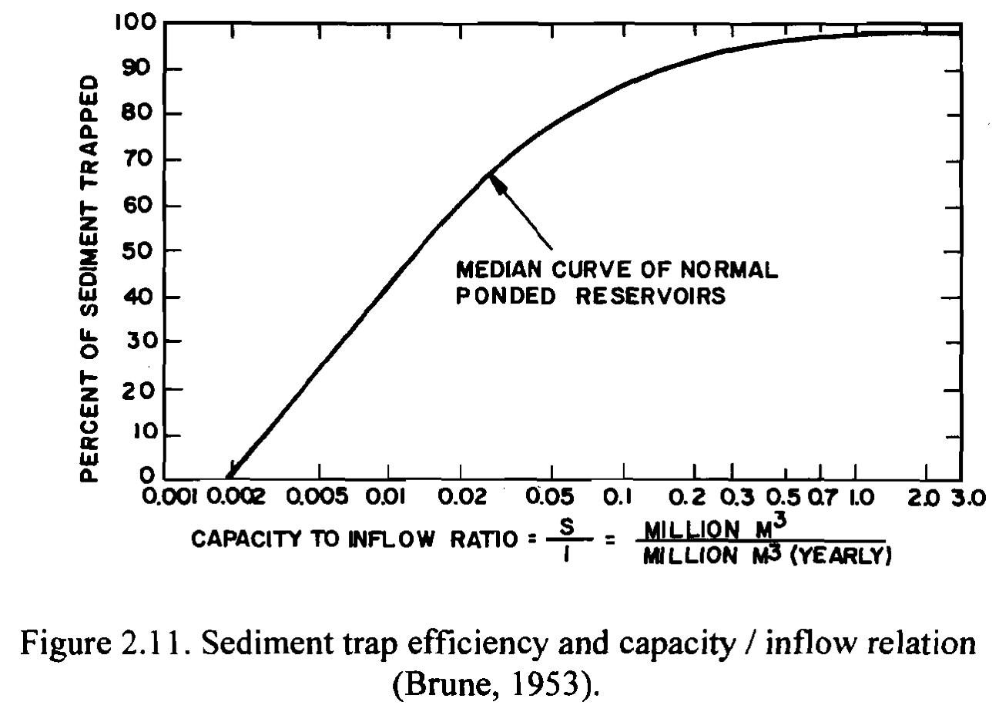 100
90
80
70
60
50
40
30
20
10
0
PERCENT OF SEDIMENT TRAPPED
MEDIAN CURVE OF NORMAL
PONDED RESERVOIRS
0.001 0.002 0.005 0.01 0.02 0.05 0.1 0.2 0.3 0.5 0.7 1.0 2.0 3.0
CAPACITY TO INFLOW RATIO = S/I = MILLION M³ / MILLION M³ (YEARLY)
Figure 2.11. Sediment trap efficiency and capacity / inflow relation
(Brune, 1953).